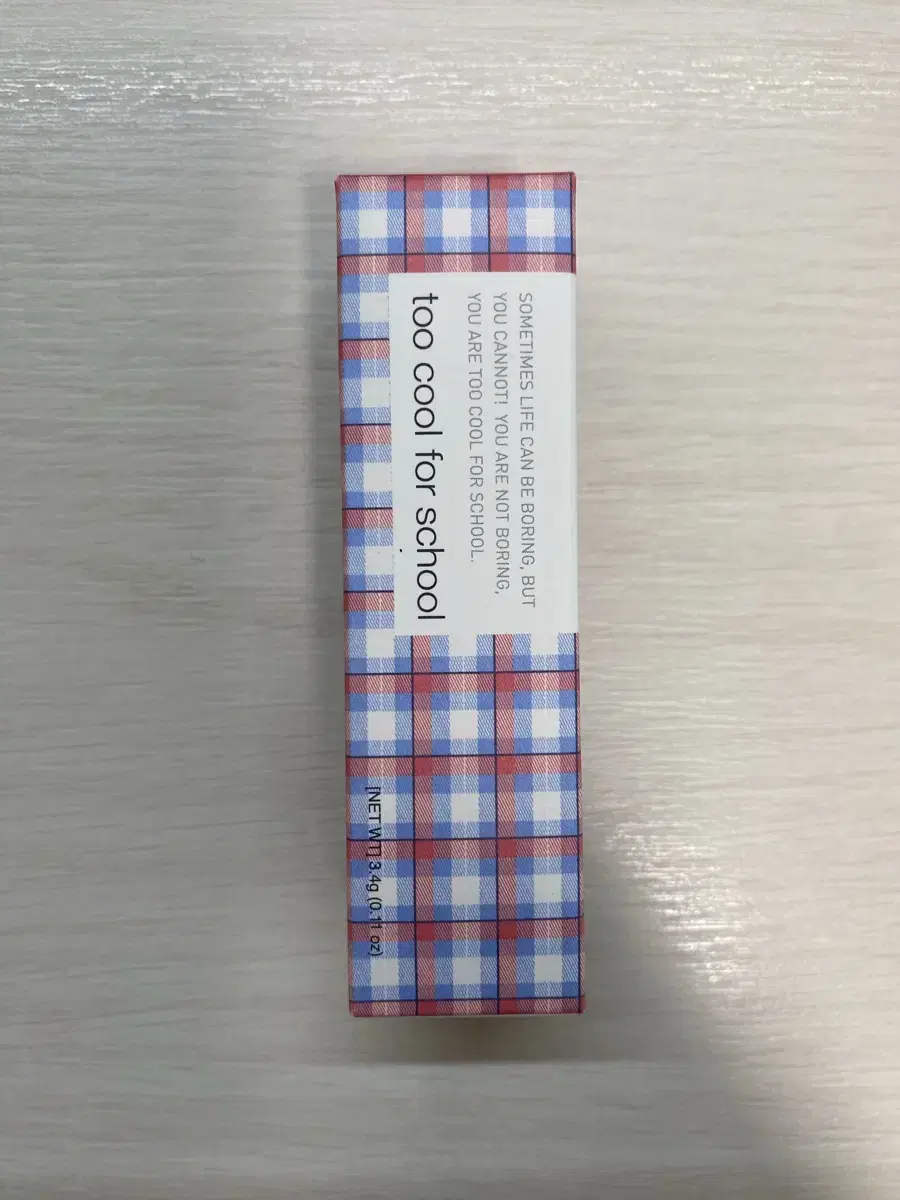 SOMETIMES LIFE CAN BE BORING, BUT
YOU CANNOT! YOU ARE NOT BORING,
YOU ARE TOO COOL FOR SCHOOL.
too cool for school
[NET WT.] 3.4g (0.11 oz)